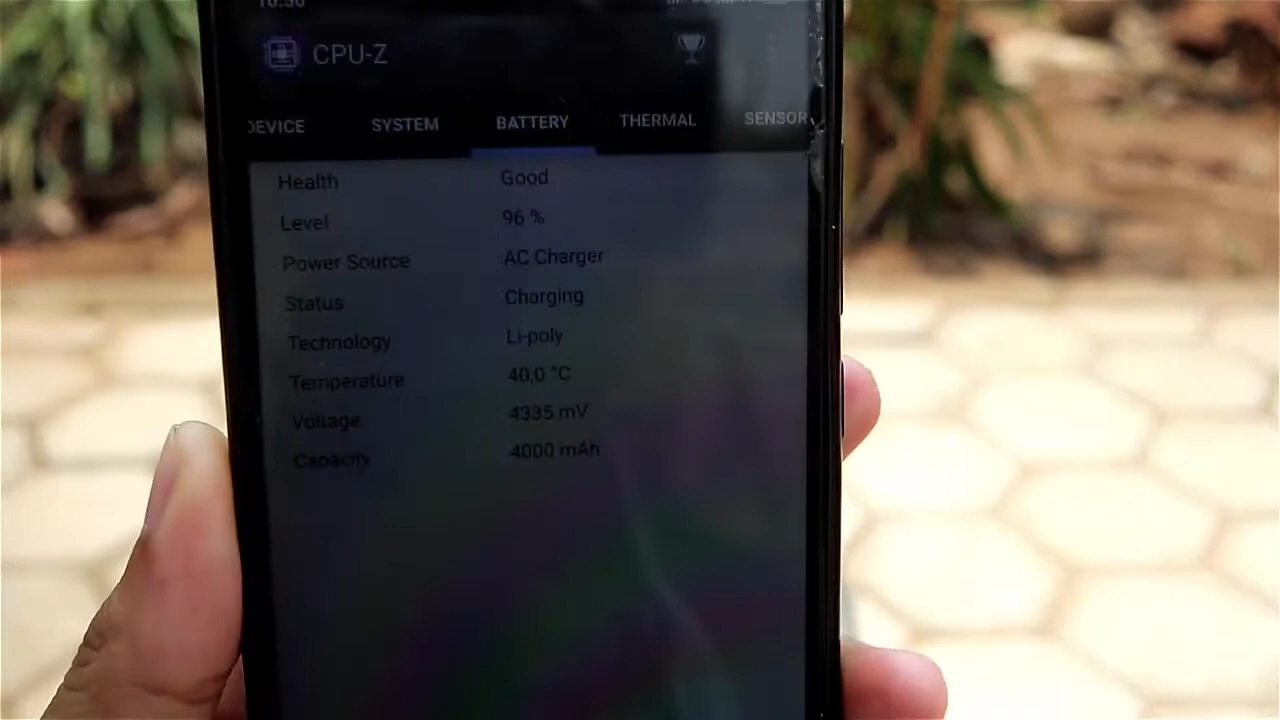 CPU-Z
DEVICE SYSTEM BATTERY THERMAL SENSOR
Health Good
Level 96 %
Power Source AC Charger
Status Charging
Technology Li-poly
Temperature 40,0 °C
Voltage 4335 mV
Capacity 4000 mAh